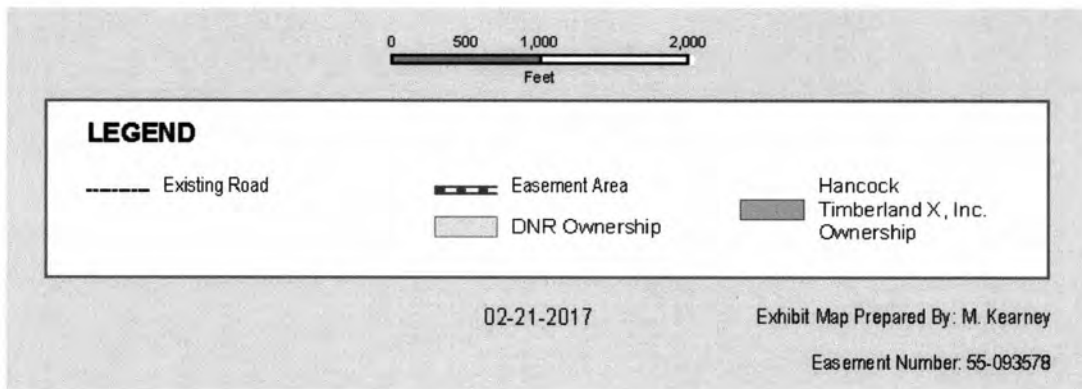 0 500 1,000 2,000
Feet
LEGEND
Existing Road
Easement Area
DNR Ownership
Hancock
Timberland X, Inc.
Ownership
02-21-2017
Exhibit Map Prepared By: M. Kearney
Easement Number: 55-093578